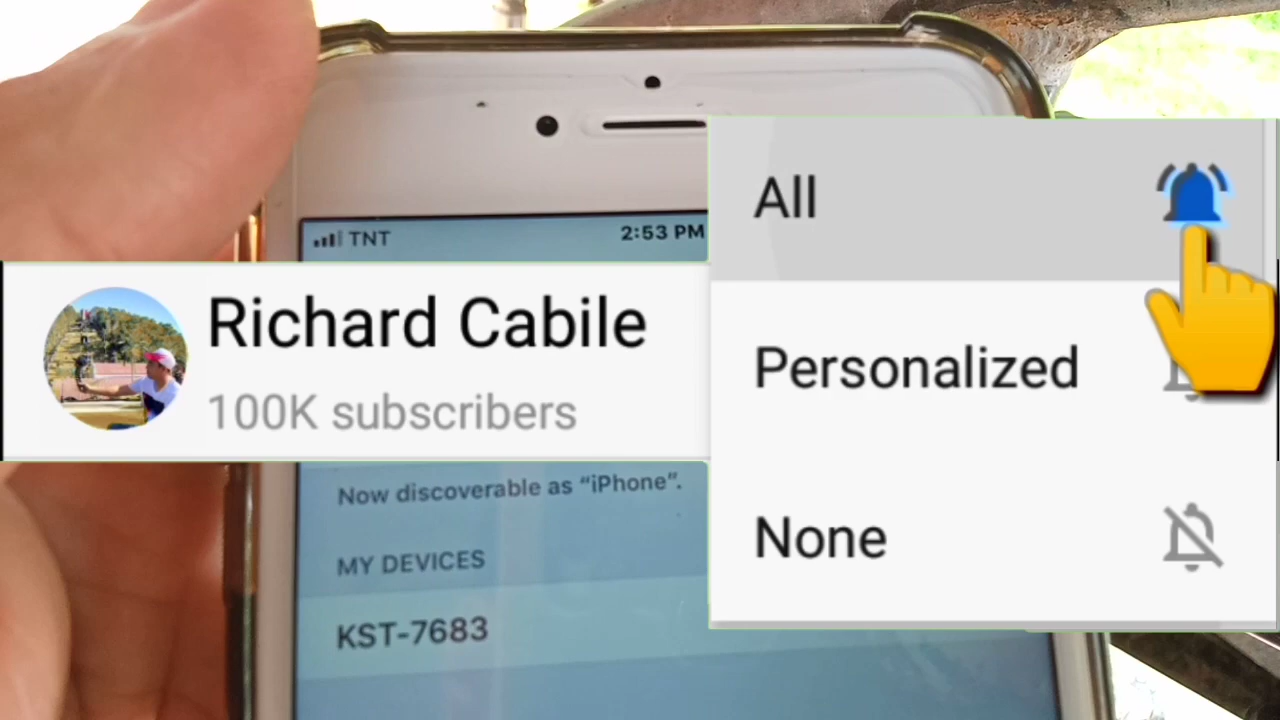 TNT
2:53 PM
Richard Cabile
100K subscribers
All
Personalized
None
Now discoverable as “iPhone”.
MY DEVICES
KST-7683